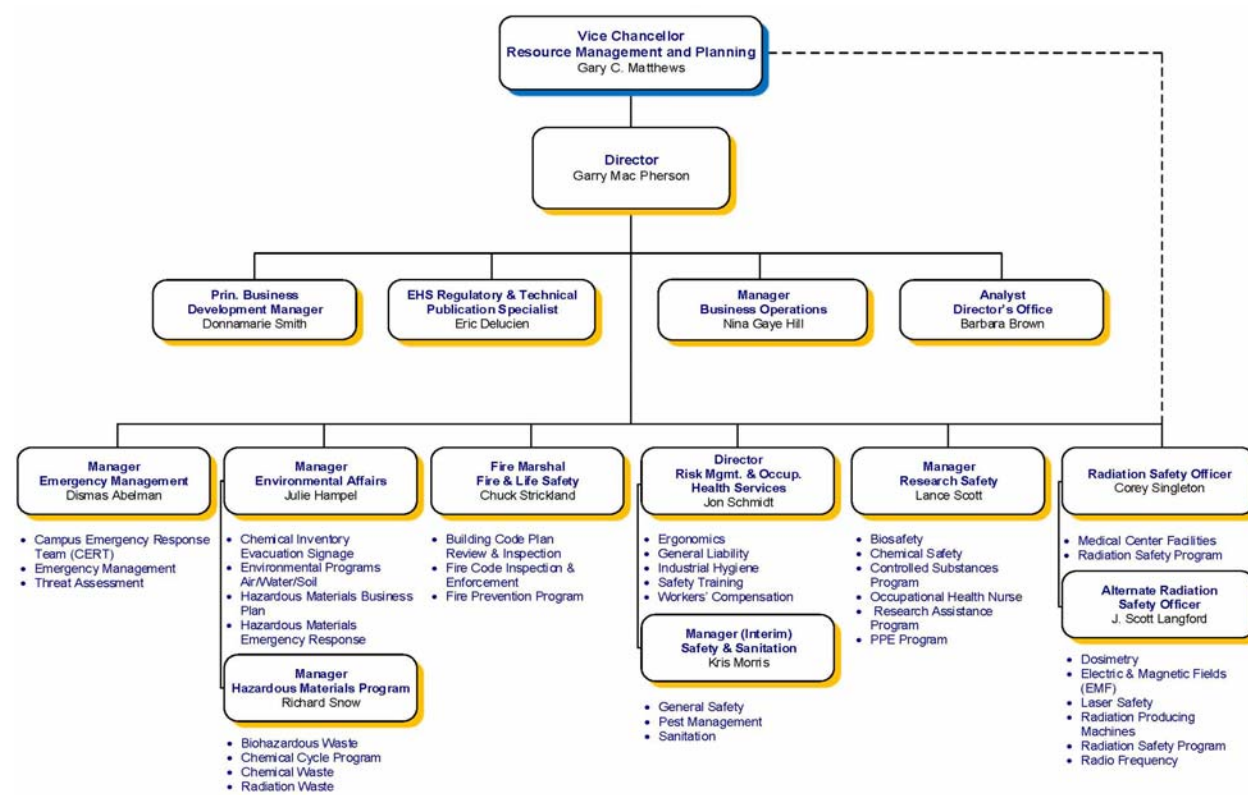 Vice Chancellor
Resource Management and Planning
Gary C. Matthews
Director
Garry Mac Pherson
Prin. Business
Development Manager
Donnamarie Smith
EHS Regulatory & Technical
Publication Specialist
Eric Delucien
Manager
Business Operations
Nina Gaye Hill
Analyst
Director's Office
Barbara Brown
Manager
Emergency Management
Dismas Abelman
• Campus Emergency Response
Team (CERT)
• Emergency Management
• Threat Assessment
Manager
Environmental Affairs
Julie Hampel
• Chemical Inventory
Evacuation Signage
• Environmental Programs
Air/Water/Soil
• Hazardous Materials Business
Plan
• Hazardous Materials
Emergency Response
Manager
Hazardous Materials Program
Richard Snow
• Biohazardous Waste
• Chemical Cycle Program
• Chemical Waste
• Radiation Waste
Fire Marshal
Fire & Life Safety
Chuck Strickland
• Building Code Plan
Review & Inspection
• Fire Code Inspection &
Enforcement
• Fire Prevention Program
Director
Risk Mgmt. & Occup.
Health Services
Jon Schmidt
• Ergonomics
• General Liability
• Industrial Hygiene
• Safety Training
• Workers' Compensation
Manager (Interim)
Safety & Sanitation
Kris Morris
• General Safety
• Pest Management
• Sanitation
Manager
Research Safety
Lance Scott
• Biosafety
• Chemical Safety
• Controlled Substances
Program
• Occupational Health Nurse
• Research Assistance
Program
• PPE Program
Radiation Safety Officer
Corey Singleton
• Medical Center Facilities
• Radiation Safety Program
Alternate Radiation
Safety Officer
J. Scott Langford
• Dosimetry
• Electric & Magnetic Fields
(EMF)
• Laser Safety
• Radiation Producing
Machines
• Radiation Safety Program
• Radio Frequency